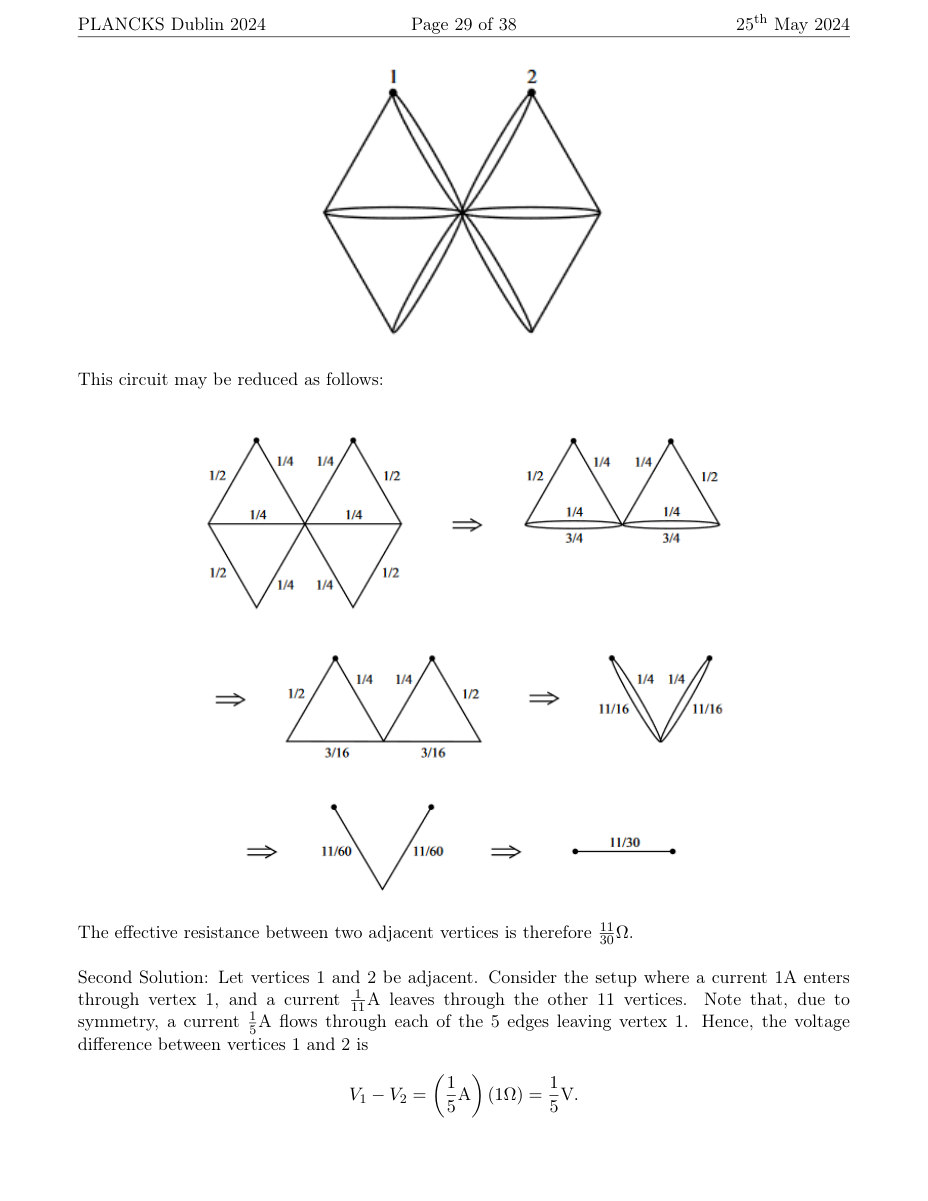 PLANCKS Dublin 2024 Page 29 of 38 25th May 2024
1 2
This circuit may be reduced as follows:
1/2 1/4 1/4 1/2
1/4 1/4
1/2 1/4 1/4 1/2
⇒
1/2 1/4 1/4 1/2
1/4 1/4
3/4 3/4
⇒
1/2 1/4 1/4 1/2
3/16 3/16
⇒
1/4 1/4
11/16 11/16
⇒
11/60 11/60
⇒
11/30
The effective resistance between two adjacent vertices is therefore 11/30 Ω.
Second Solution: Let vertices 1 and 2 be adjacent. Consider the setup where a current 1A enters
through vertex 1, and a current 1/11 A leaves through the other 11 vertices. Note that, due to
symmetry, a current 1/5 A flows through each of the 5 edges leaving vertex 1. Hence, the voltage
difference between vertices 1 and 2 is
V₁ − V₂ = (1/5 A) (1Ω) = 1/5 V.